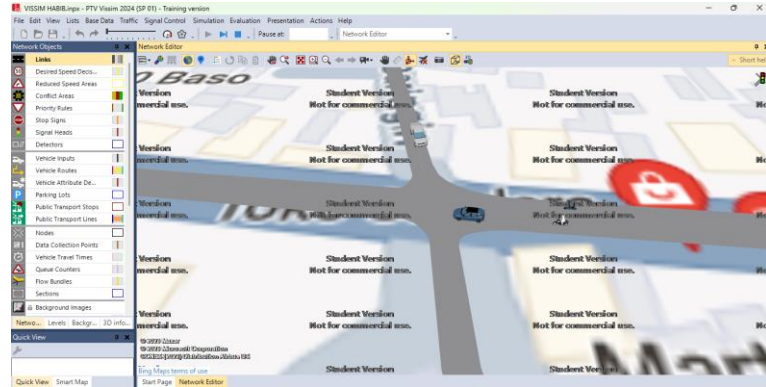 VISSIM HABIB.inpx - PTV Vissim 2024 (SP 01) - Training version
File Edit View Lists Base Data Traffic Signal Control Simulation Evaluation Presentation Actions Help
Pause at: Network Editor
Network Objects
Network Editor
Short hel
Links
Desired Speed Decis...
Reduced Speed Areas
Conflict Areas
Priority Rules
Stop Signs
Signal Heads
Detectors
Vehicle Inputs
Vehicle Routes
Vehicle Attribute De...
Parking Lots
Public Transport Stops
Public Transport Lines
Nodes
Data Collection Points
Vehicle Travel Times
Queue Counters
Flow Bundles
Sections
Background Images
Netwo... Levels Backgr... 3D info...
Quick View
Quick View Smart Map
Baso
Version Student Version Student Version
mercial use. Not for commercial use. Not for commercial use.
Version Student Version Student Version
mercial use. Not for commercial use. Not for commercial use.
Version Student Version Student Version
mercial use. Not for commercial use. Not for commercial use.
Version Student Version Student Version
mercial use. Not for commercial use. Not for commercial use.
Version Student Version Student Version
mercial use. Not for commercial use. Not for commercial use.
Bing Maps terms of use
Student Version Student Ver
Start Page Network Editor